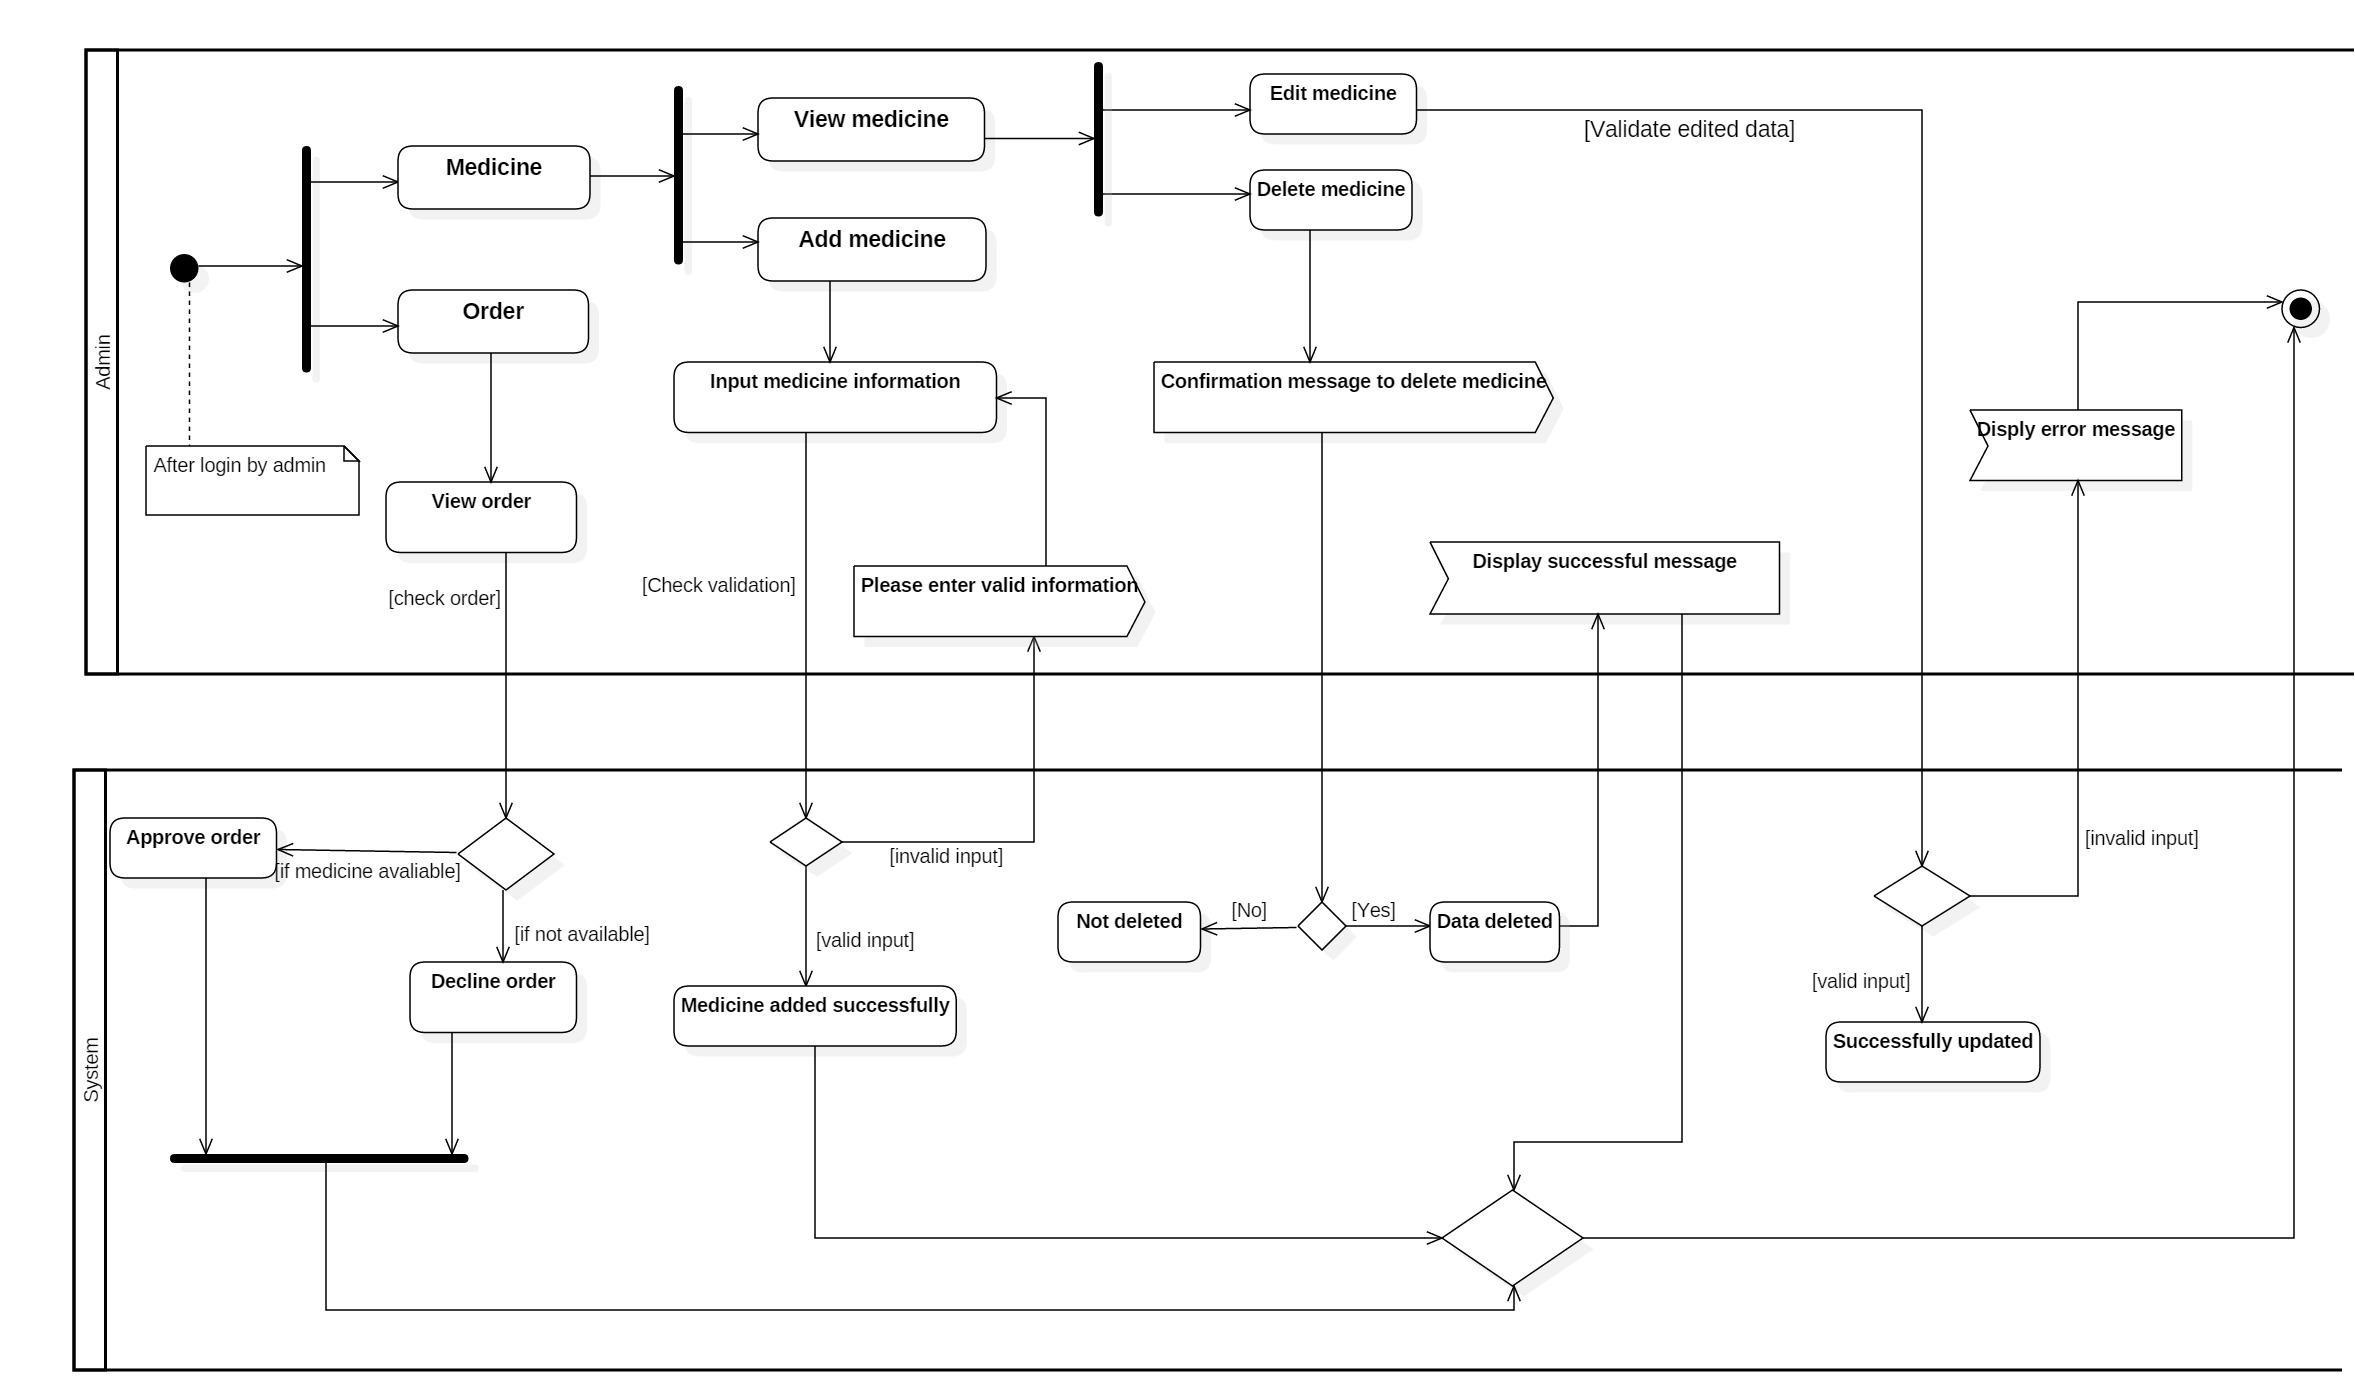 Admin
After login by admin
Medicine
Order
View order
[check order]
View medicine
Add medicine
Input medicine information
[Check validation]
Please enter valid information
Edit medicine
[Validate edited data]
Delete medicine
Confirmation message to delete medicine
Display successful message
Disply error message
System
Approve order
[if medicine avaliable]
[if not available]
Decline order
[invalid input]
[valid input]
Medicine added successfully
Not deleted
[No]
[Yes]
Data deleted
[invalid input]
[valid input]
Successfully updated